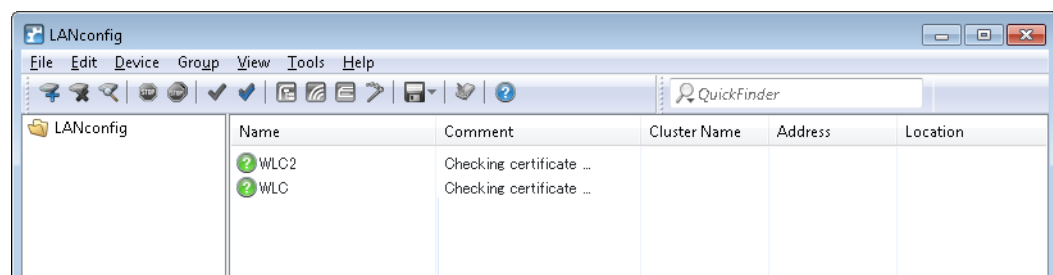 LANconfig
File Edit Device Group View Tools Help
QuickFinder
LANconfig
Name Comment Cluster Name Address Location
WLC2 Checking certificate ...
WLC Checking certificate ...